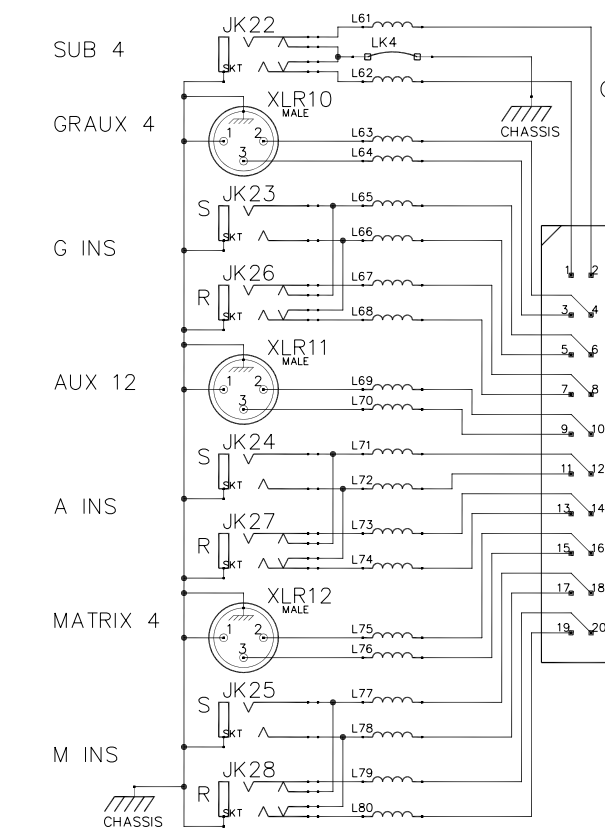 SUB 4
JK22
SKT
L61
LK4
L62
CHASSIS
GRAUX 4
XLR10
MALE
1 2
3
L63
L64
G INS
S
JK23
SKT
L65
L66
R
JK26
SKT
L67
L68
AUX 12
XLR11
MALE
1 2
3
L69
L70
A INS
S
JK24
SKT
L71
L72
R
JK27
SKT
L73
L74
MATRIX 4
XLR12
MALE
1 2
3
L75
L76
M INS
S
JK25
SKT
L77
L78
R
JK28
SKT
L79
L80
CHASSIS
1 2
3 4
5 6
7 8
9 10
11 12
13 14
15 16
17 18
19 20